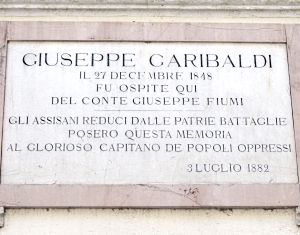 GIUSEPPE GARIBALDI
IL 27 DECEMBRE 1848
FU OSPITE QUI
DEL CONTE GIUSEPPE FIUMI
GLI ASSISANI REDUCI DALLE PATRIE BATTAGLIE
POSERO QUESTA MEMORIA
AL GLORIOSO CAPITANO DE POPOLI OPPRESSI
3 LUGLIO 1882